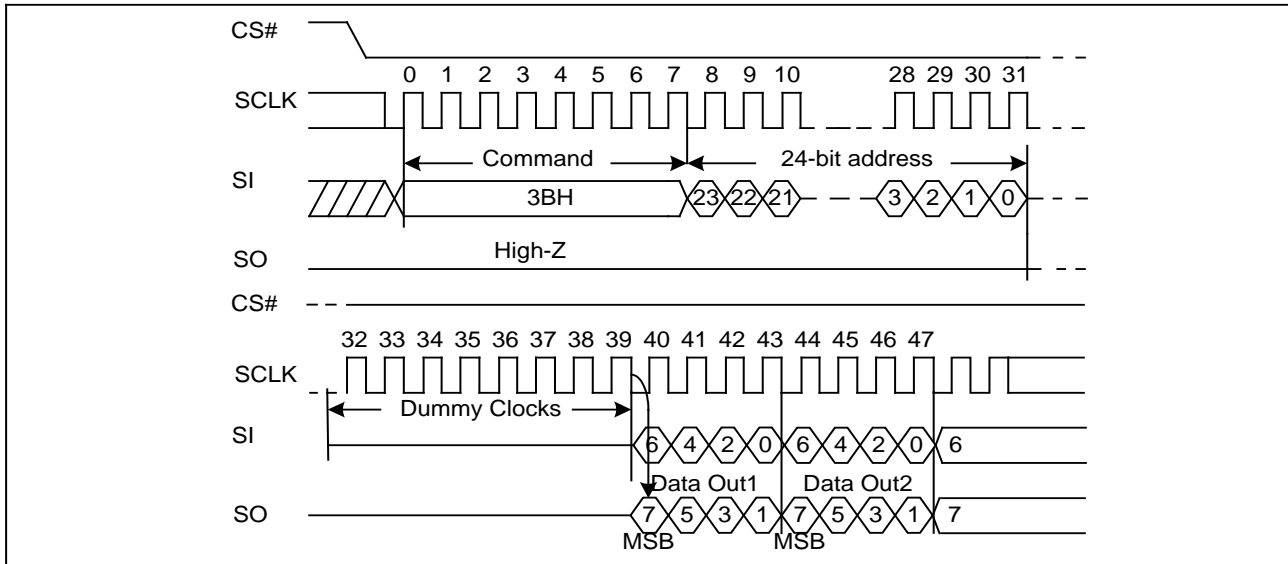 CS#
0 1 2 3 4 5 6 7 8 9 10 28 29 30 31
SCLK
Command 24-bit address
SI 3BH 23 22 21 3 2 1 0
High-Z
SO
CS#
32 33 34 35 36 37 38 39 40 41 42 43 44 45 46 47
SCLK
Dummy Clocks
SI 6 4 2 0 6 4 2 0 6
Data Out1 Data Out2
SO 7 5 3 1 7 5 3 1 7
MSB MSB